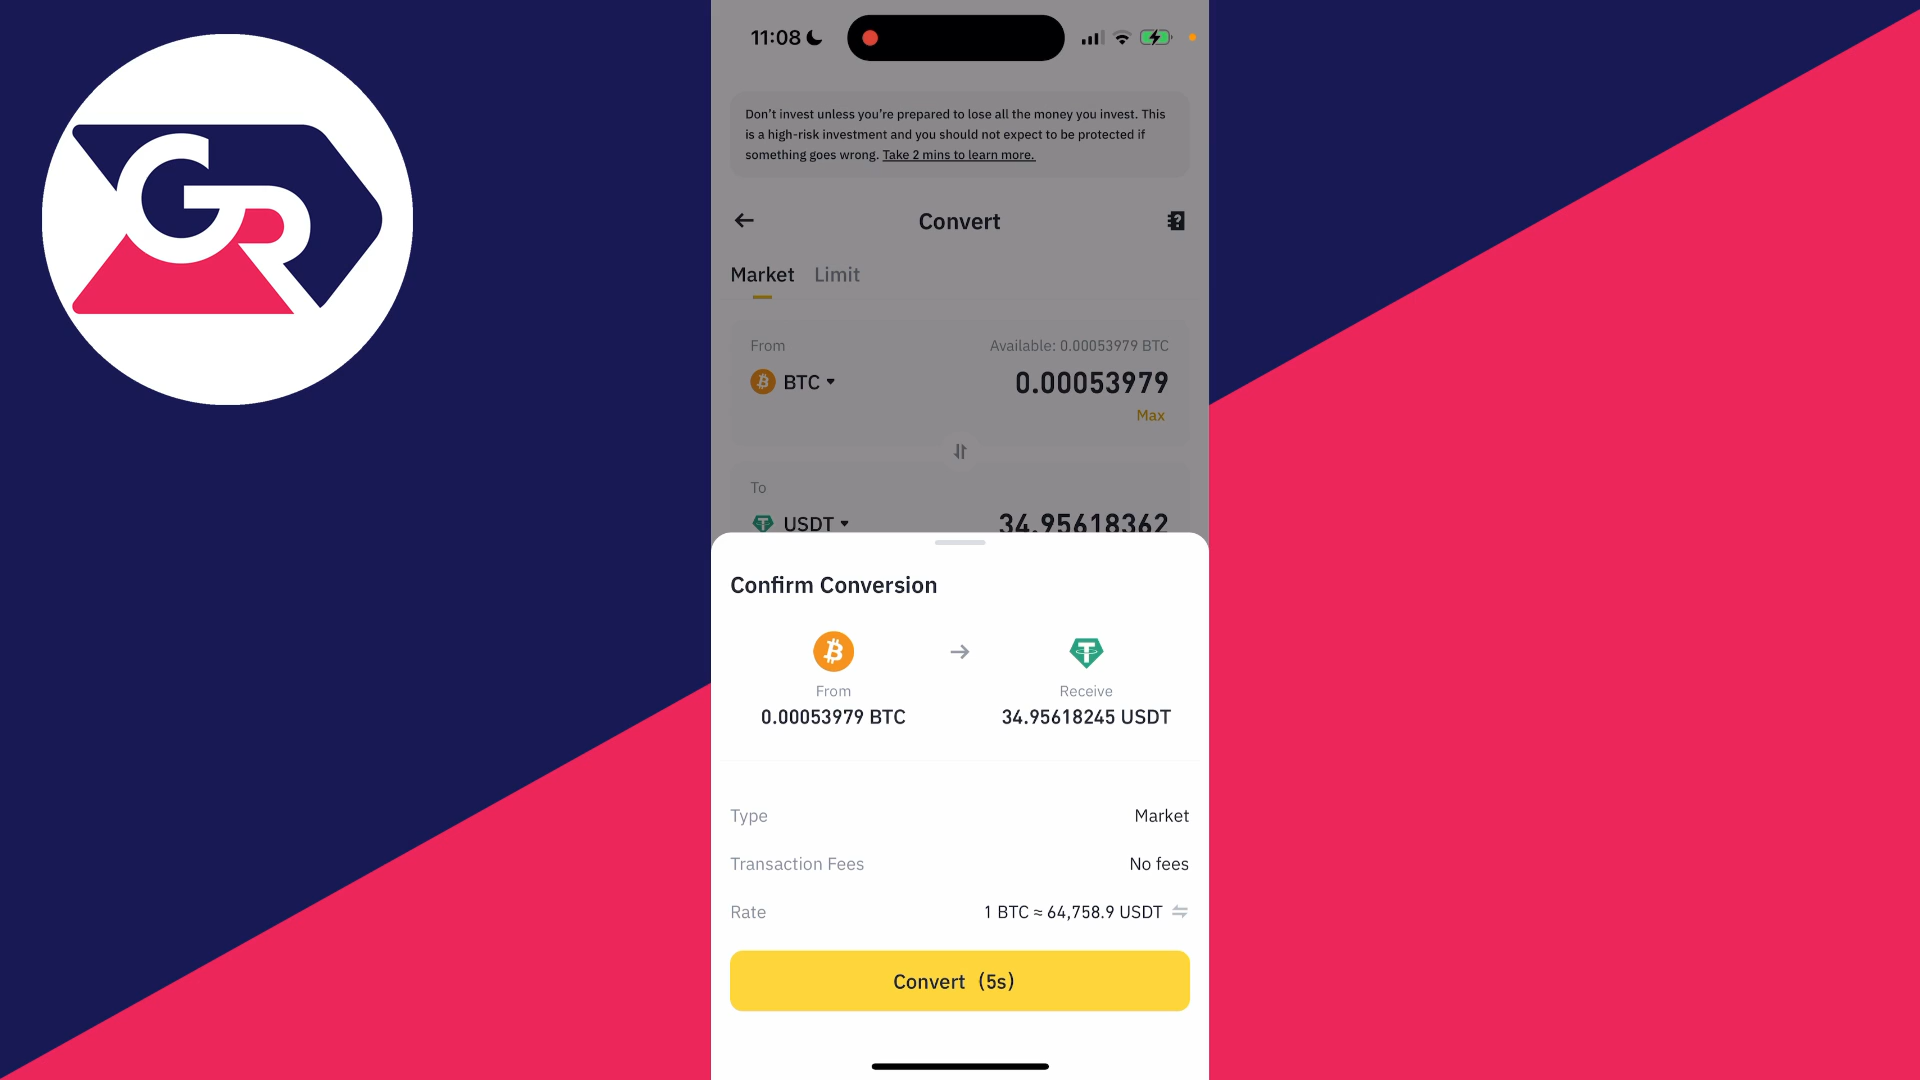 GR
11:08
Don't invest unless you're prepared to lose all the money you invest. This
is a high-risk investment and you should not expect to be protected if
something goes wrong. Take 2 mins to learn more.
Convert
Market Limit
From Available: 0.00053979 BTC
BTC 0.00053979
Max
To
USDT 34.95618362
Confirm Conversion
From Receive
0.00053979 BTC 34.95618245 USDT
Type Market
Transaction Fees No fees
Rate 1 BTC ≈ 64,758.9 USDT
Convert (5s)